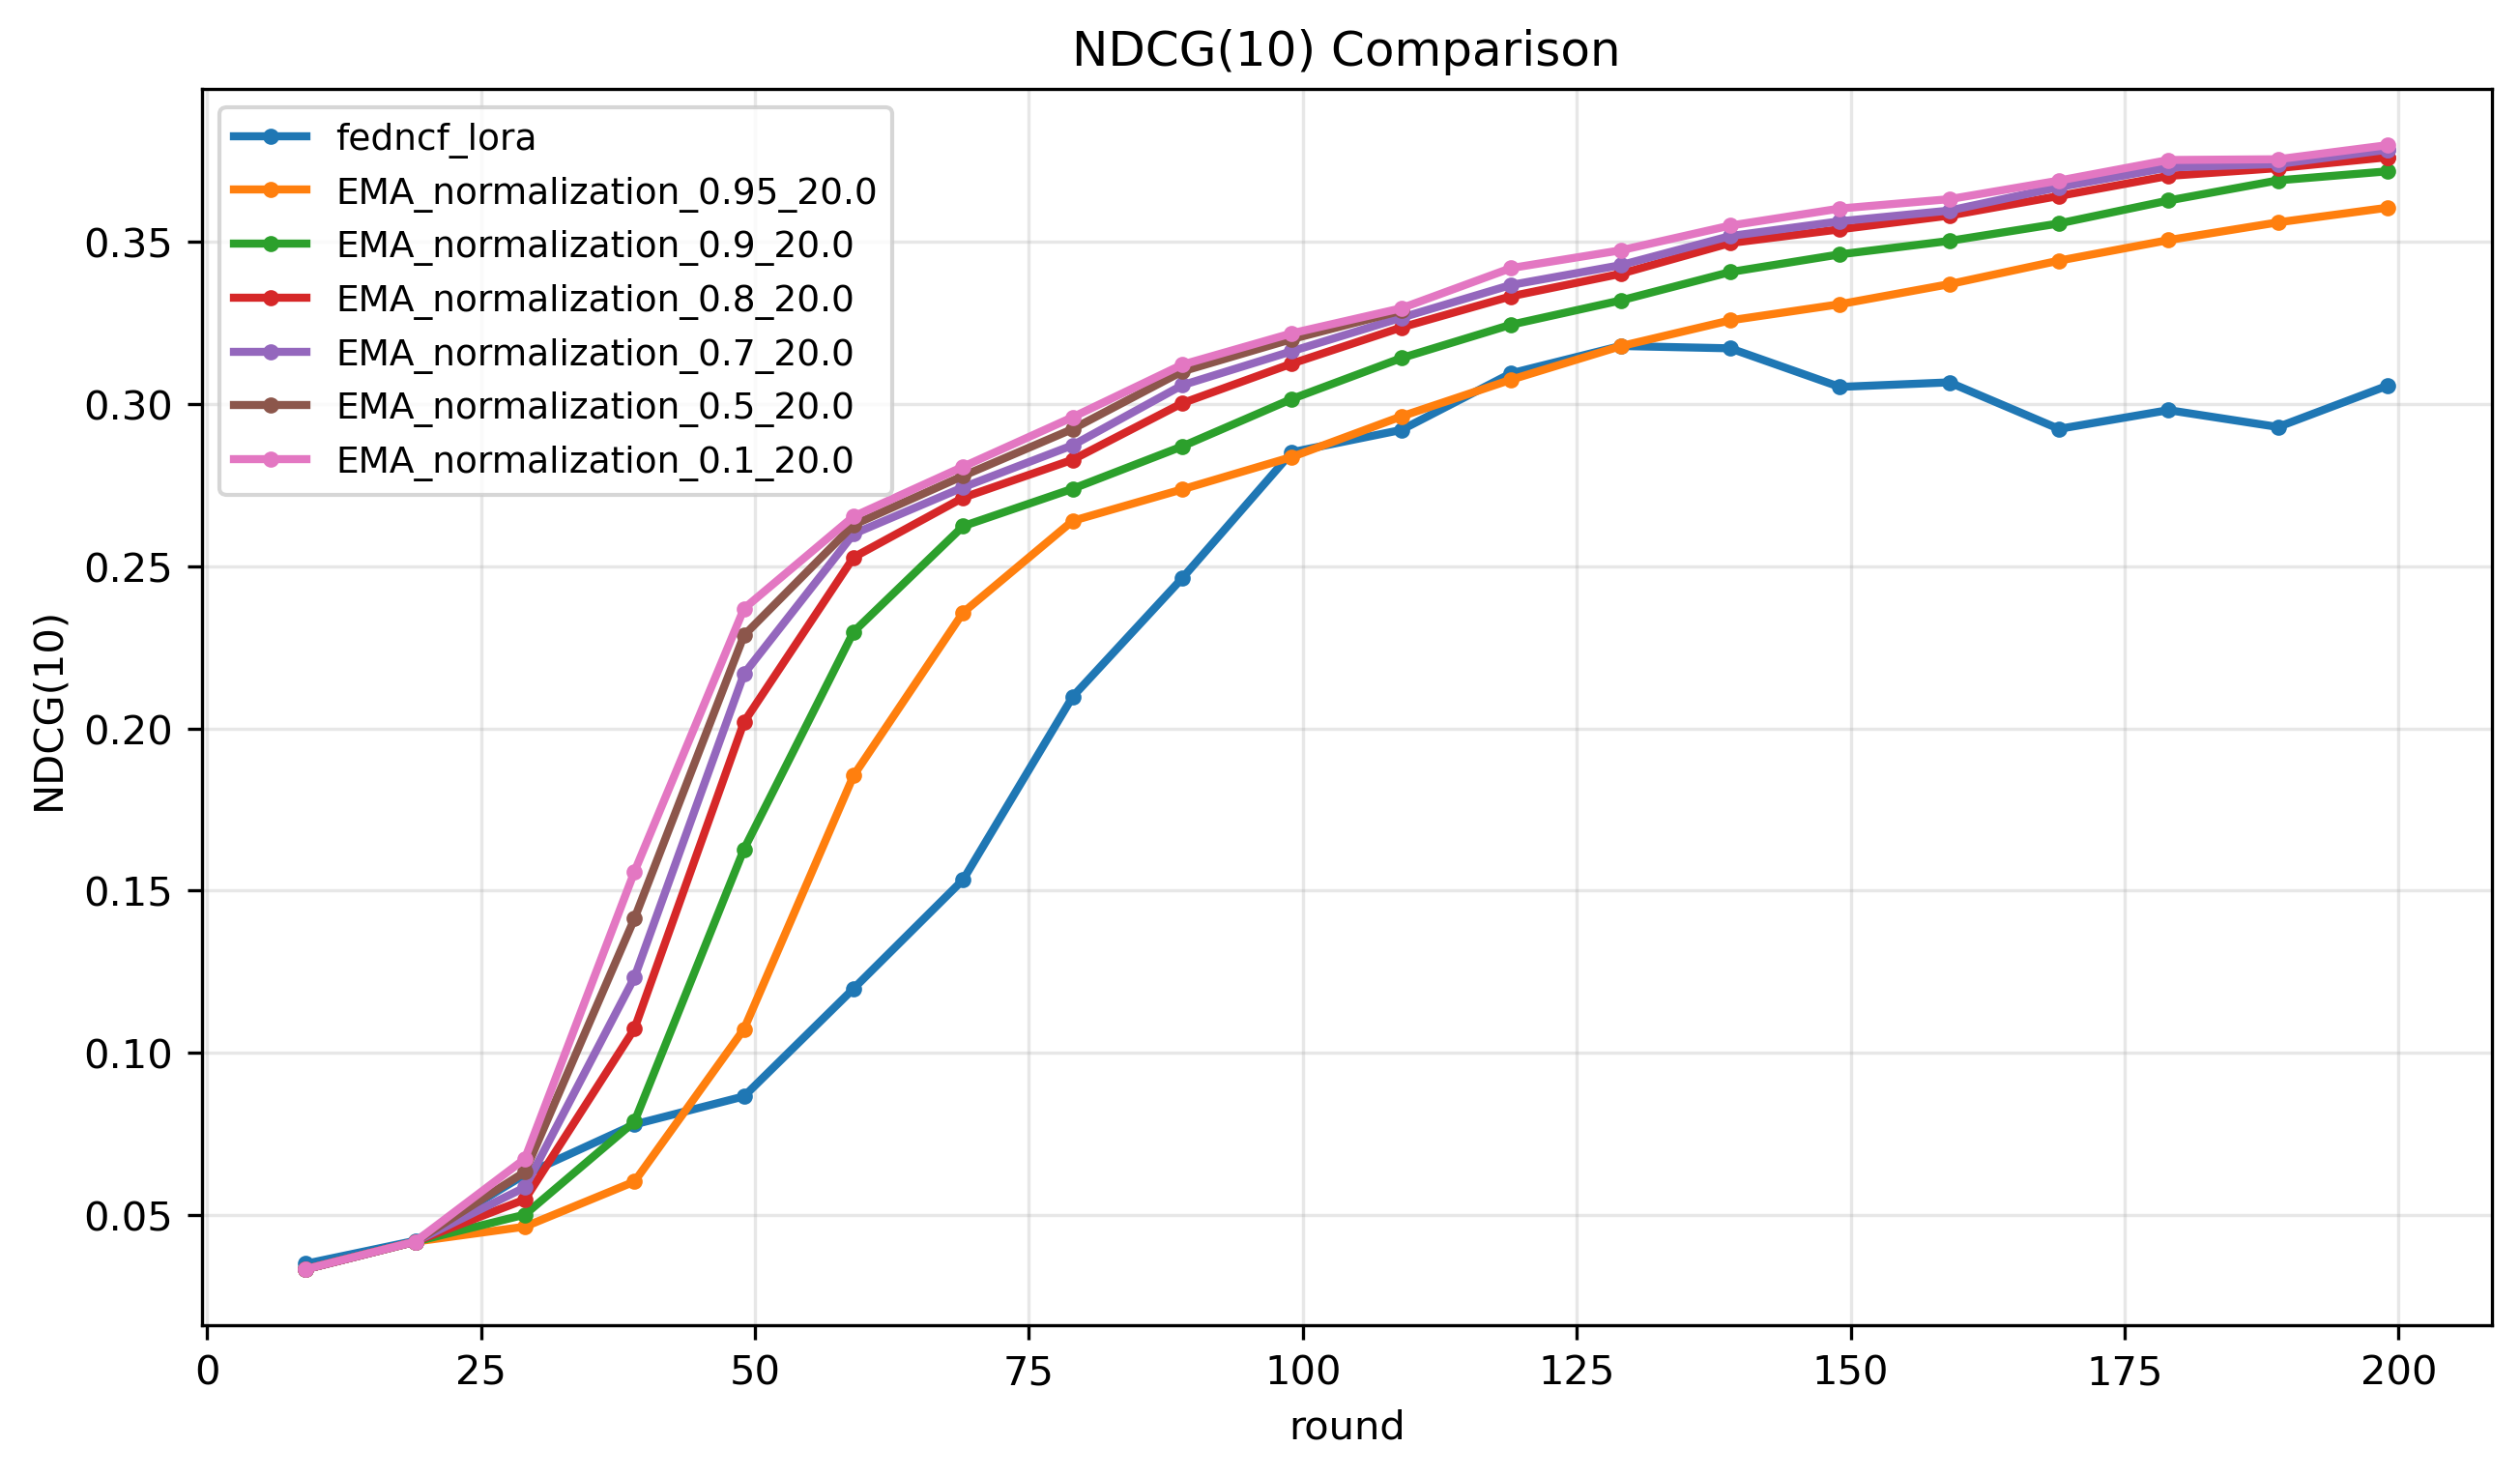 NDCG(10) Comparison
fedncf_lora
EMA_normalization_0.95_20.0
EMA_normalization_0.9_20.0
EMA_normalization_0.8_20.0
EMA_normalization_0.7_20.0
EMA_normalization_0.5_20.0
EMA_normalization_0.1_20.0
NDCG(10)
0.35
0.30
0.25
0.20
0.15
0.10
0.05
0 25 50 75 100 125 150 175 200
round